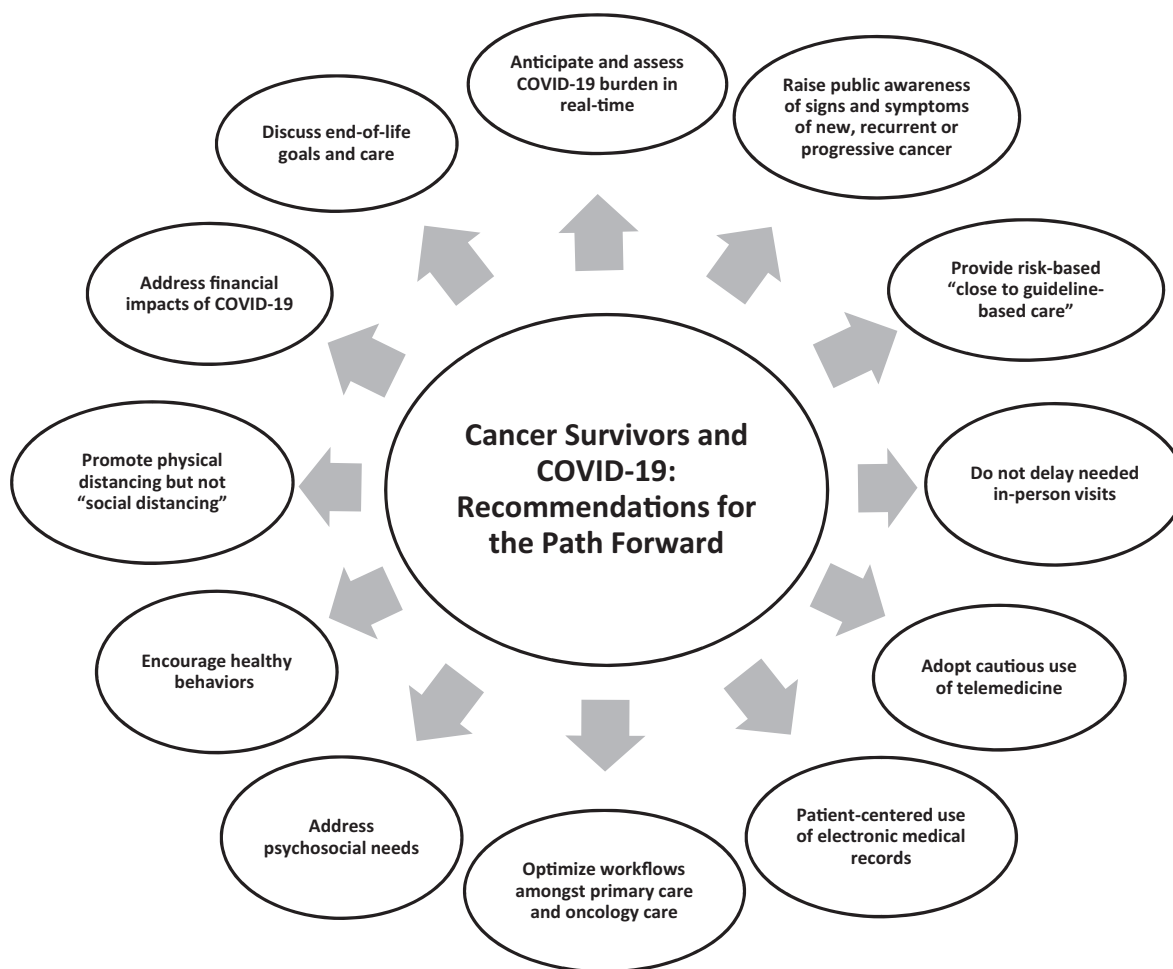 Anticipate and assess
COVID-19 burden in
real-time
Raise public awareness
of signs and symptoms
of new, recurrent or
progressive cancer
Provide risk-based
“close to guideline-
based care”
Do not delay needed
in-person visits
Adopt cautious use
of telemedicine
Patient-centered use
of electronic medical
records
Optimize workflows
amongst primary care
and oncology care
Address
psychosocial needs
Encourage healthy
behaviors
Promote physical
distancing but not
“social distancing”
Address financial
impacts of COVID-19
Discuss end-of-life
goals and care
Cancer Survivors and
COVID-19:
Recommendations for
the Path Forward